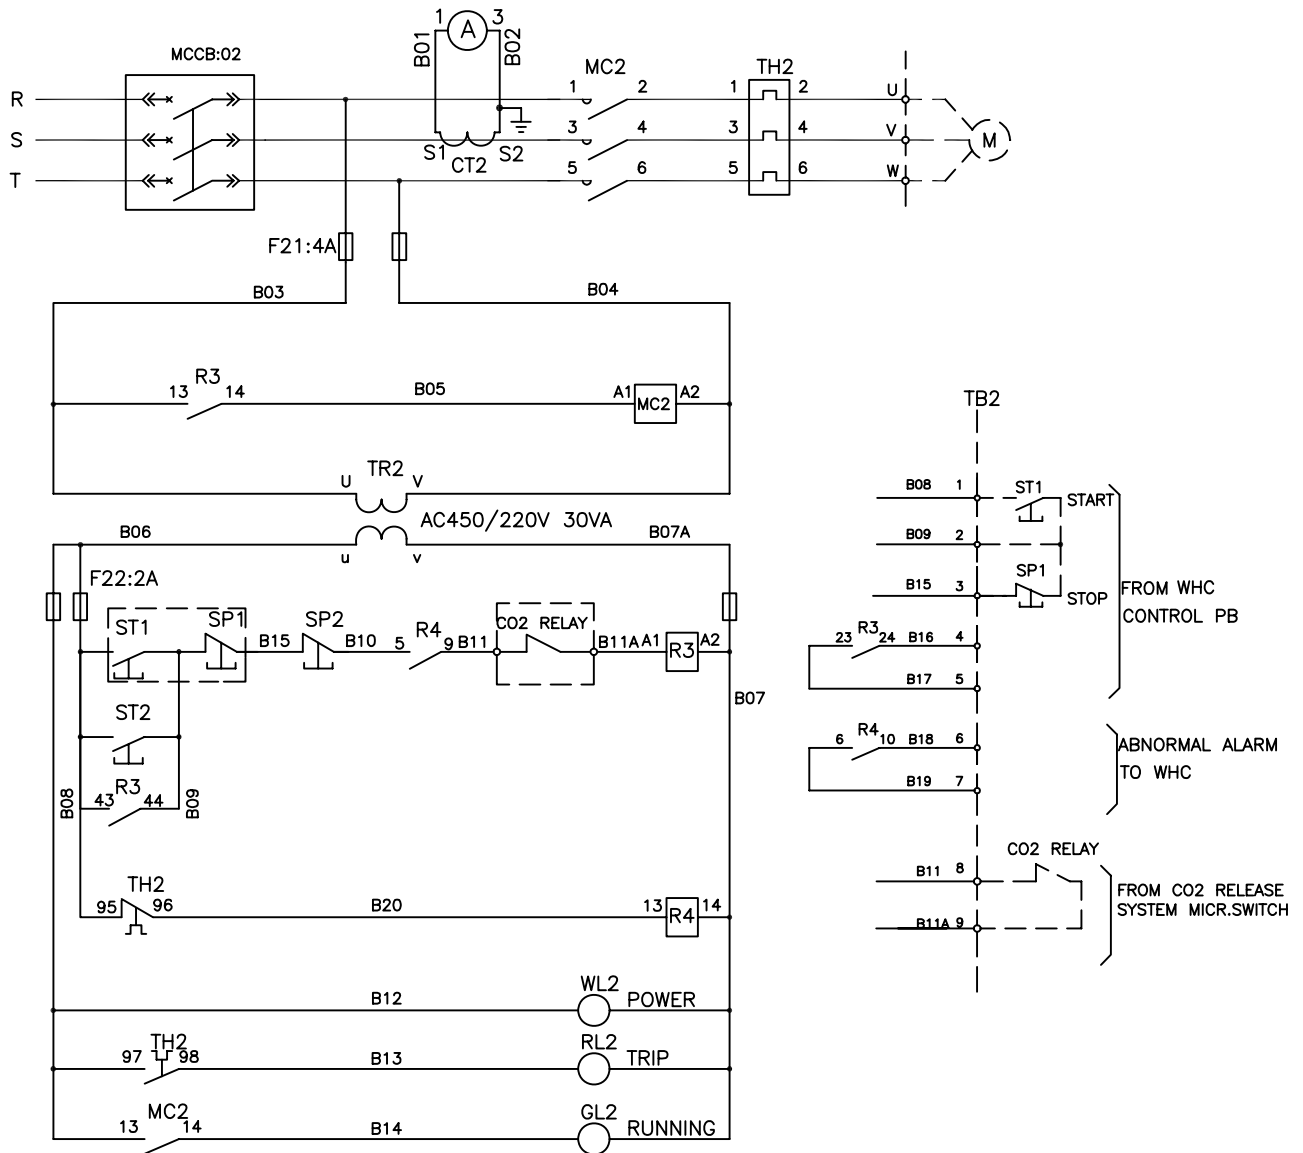 1 A 3
B01 B02
MCCB:02
MC2 TH2
R 1 2 1 2 U
S 3 4 3 4 V M
S1 S2
CT2
T 5 6 5 6 W
F21:4A
B03 B04
R3
13 14 B05 A1 MC2 A2
TR2
U V
AC450/220V 30VA
B06 B07A
u v
F22:2A
ST1 SP1 SP2 R4 CO2 RELAY
B15 B10 5 9 B11 B11A A1 R3 A2
B07
ST2
R3
43 44
B08 B09
TH2
95 96 B20 13 R4 14
WL2
B12 POWER
TH2 RL2
97 98 B13 TRIP
MC2 GL2
13 14 B14 RUNNING
TB2
B08 1 ST1 START
B09 2
B15 3 SP1 STOP
FROM WHC
CONTROL PB
R3
23 24 B16 4
B17 5
R4
6 10 B18 6
B19 7
ABNORMAL ALARM
TO WHC
CO2 RELAY
B11 8
B11A 9
FROM CO2 RELEASE
SYSTEM MICR.SWITCH